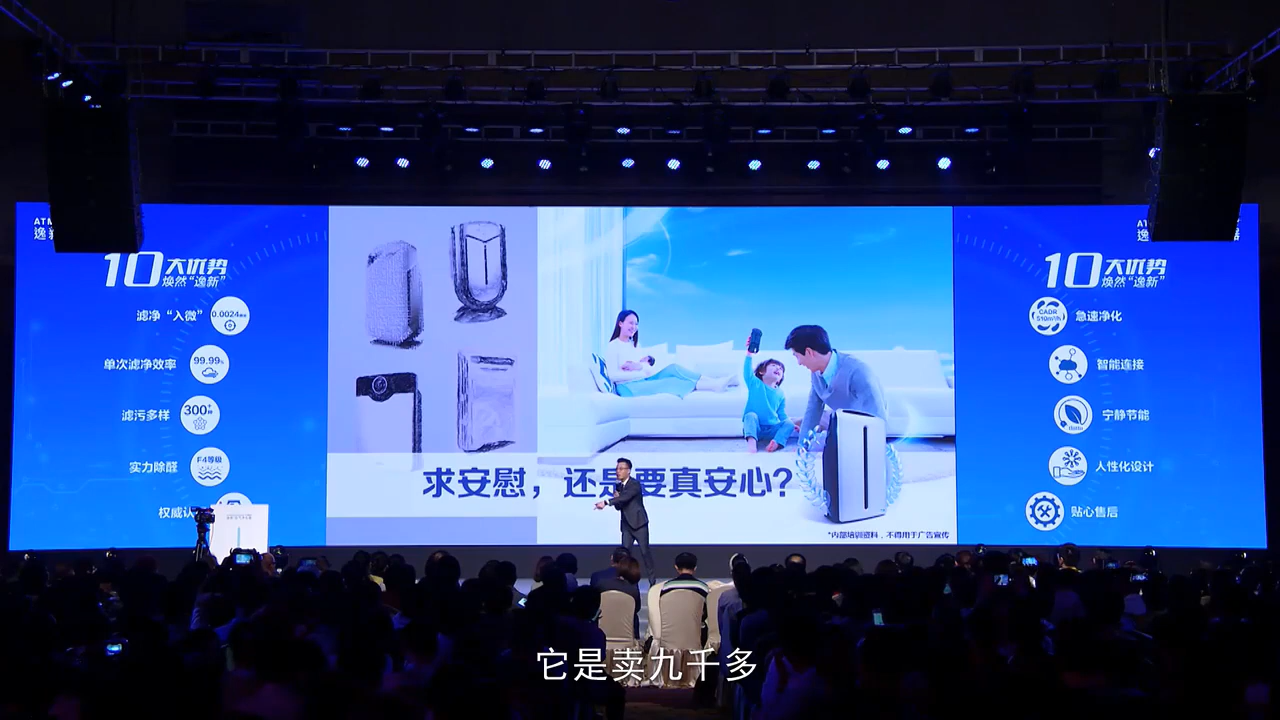 10大优势
焕然“逸新”
滤净“入微”
0.0024
单次滤净效率
99.99%
滤污多样
300种
实力除醛
F4等级
权威认
求安慰，还是要真安心？
*内部培训资料，不得用于广告宣传
10大优势
焕然“逸新”
CADR
510m³/h
急速净化
智能连接
宁静节能
人性化设计
贴心售后
它是卖九千多